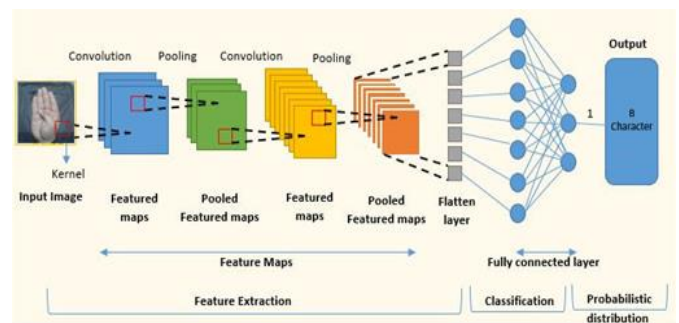 Convolution Pooling Convolution Pooling
Output
1
B
Character
Kernel
Input Image
Featured
maps
Pooled
Featured maps
Featured
maps
Pooled
Featured maps
Flatten
layer
Feature Maps
Fully connected layer
Feature Extraction
Classification
Probabilistic
distribution